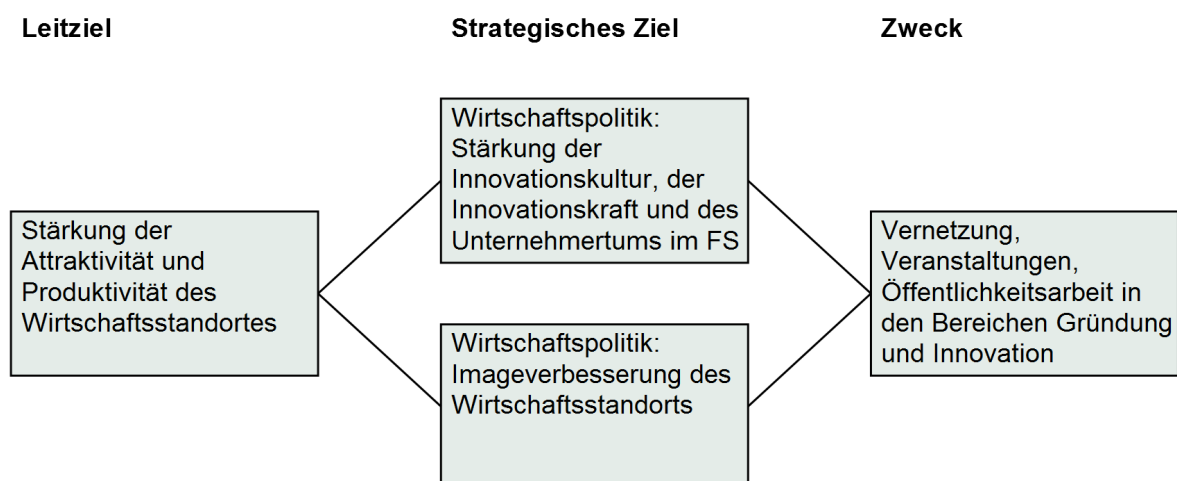 Leitziel
Strategisches Ziel
Zweck
Stärkung der
Attraktivität und
Produktivität des
Wirtschaftsstandortes
Wirtschaftspolitik:
Stärkung der
Innovationskultur, der
Innovationskraft und des
Unternehmertums im FS
Wirtschaftspolitik:
Imageverbesserung des
Wirtschaftsstandorts
Vernetzung,
Veranstaltungen,
Öffentlichkeitsarbeit in
den Bereichen Gründung
und Innovation